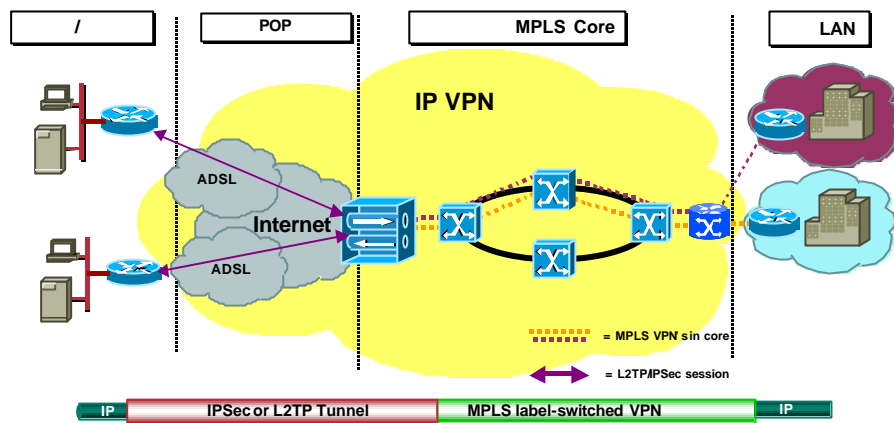 /
POP
MPLS Core
LAN
IP VPN
ADSL
Internet
ADSL
= MPLS VPN's in core
= L2TP/IPSec session
IP
IPSec or L2TP Tunnel
MPLS label-switched VPN
IP